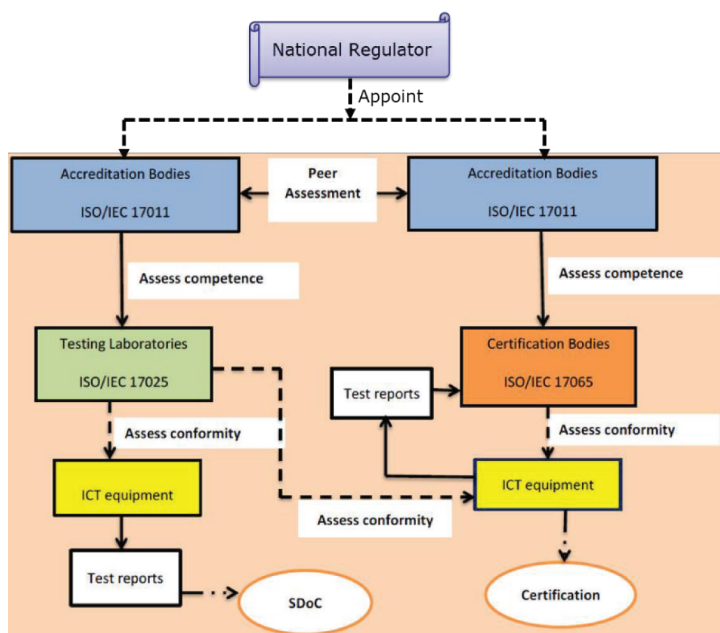 National Regulator
Appoint
Accreditation Bodies
ISO/IEC 17011
Peer
Assessment
Accreditation Bodies
ISO/IEC 17011
Assess competence
Assess competence
Testing Laboratories
ISO/IEC 17025
Certification Bodies
ISO/IEC 17065
Test reports
Assess conformity
Assess conformity
ICT equipment
ICT equipment
Assess conformity
Test reports
SDoC
Certification